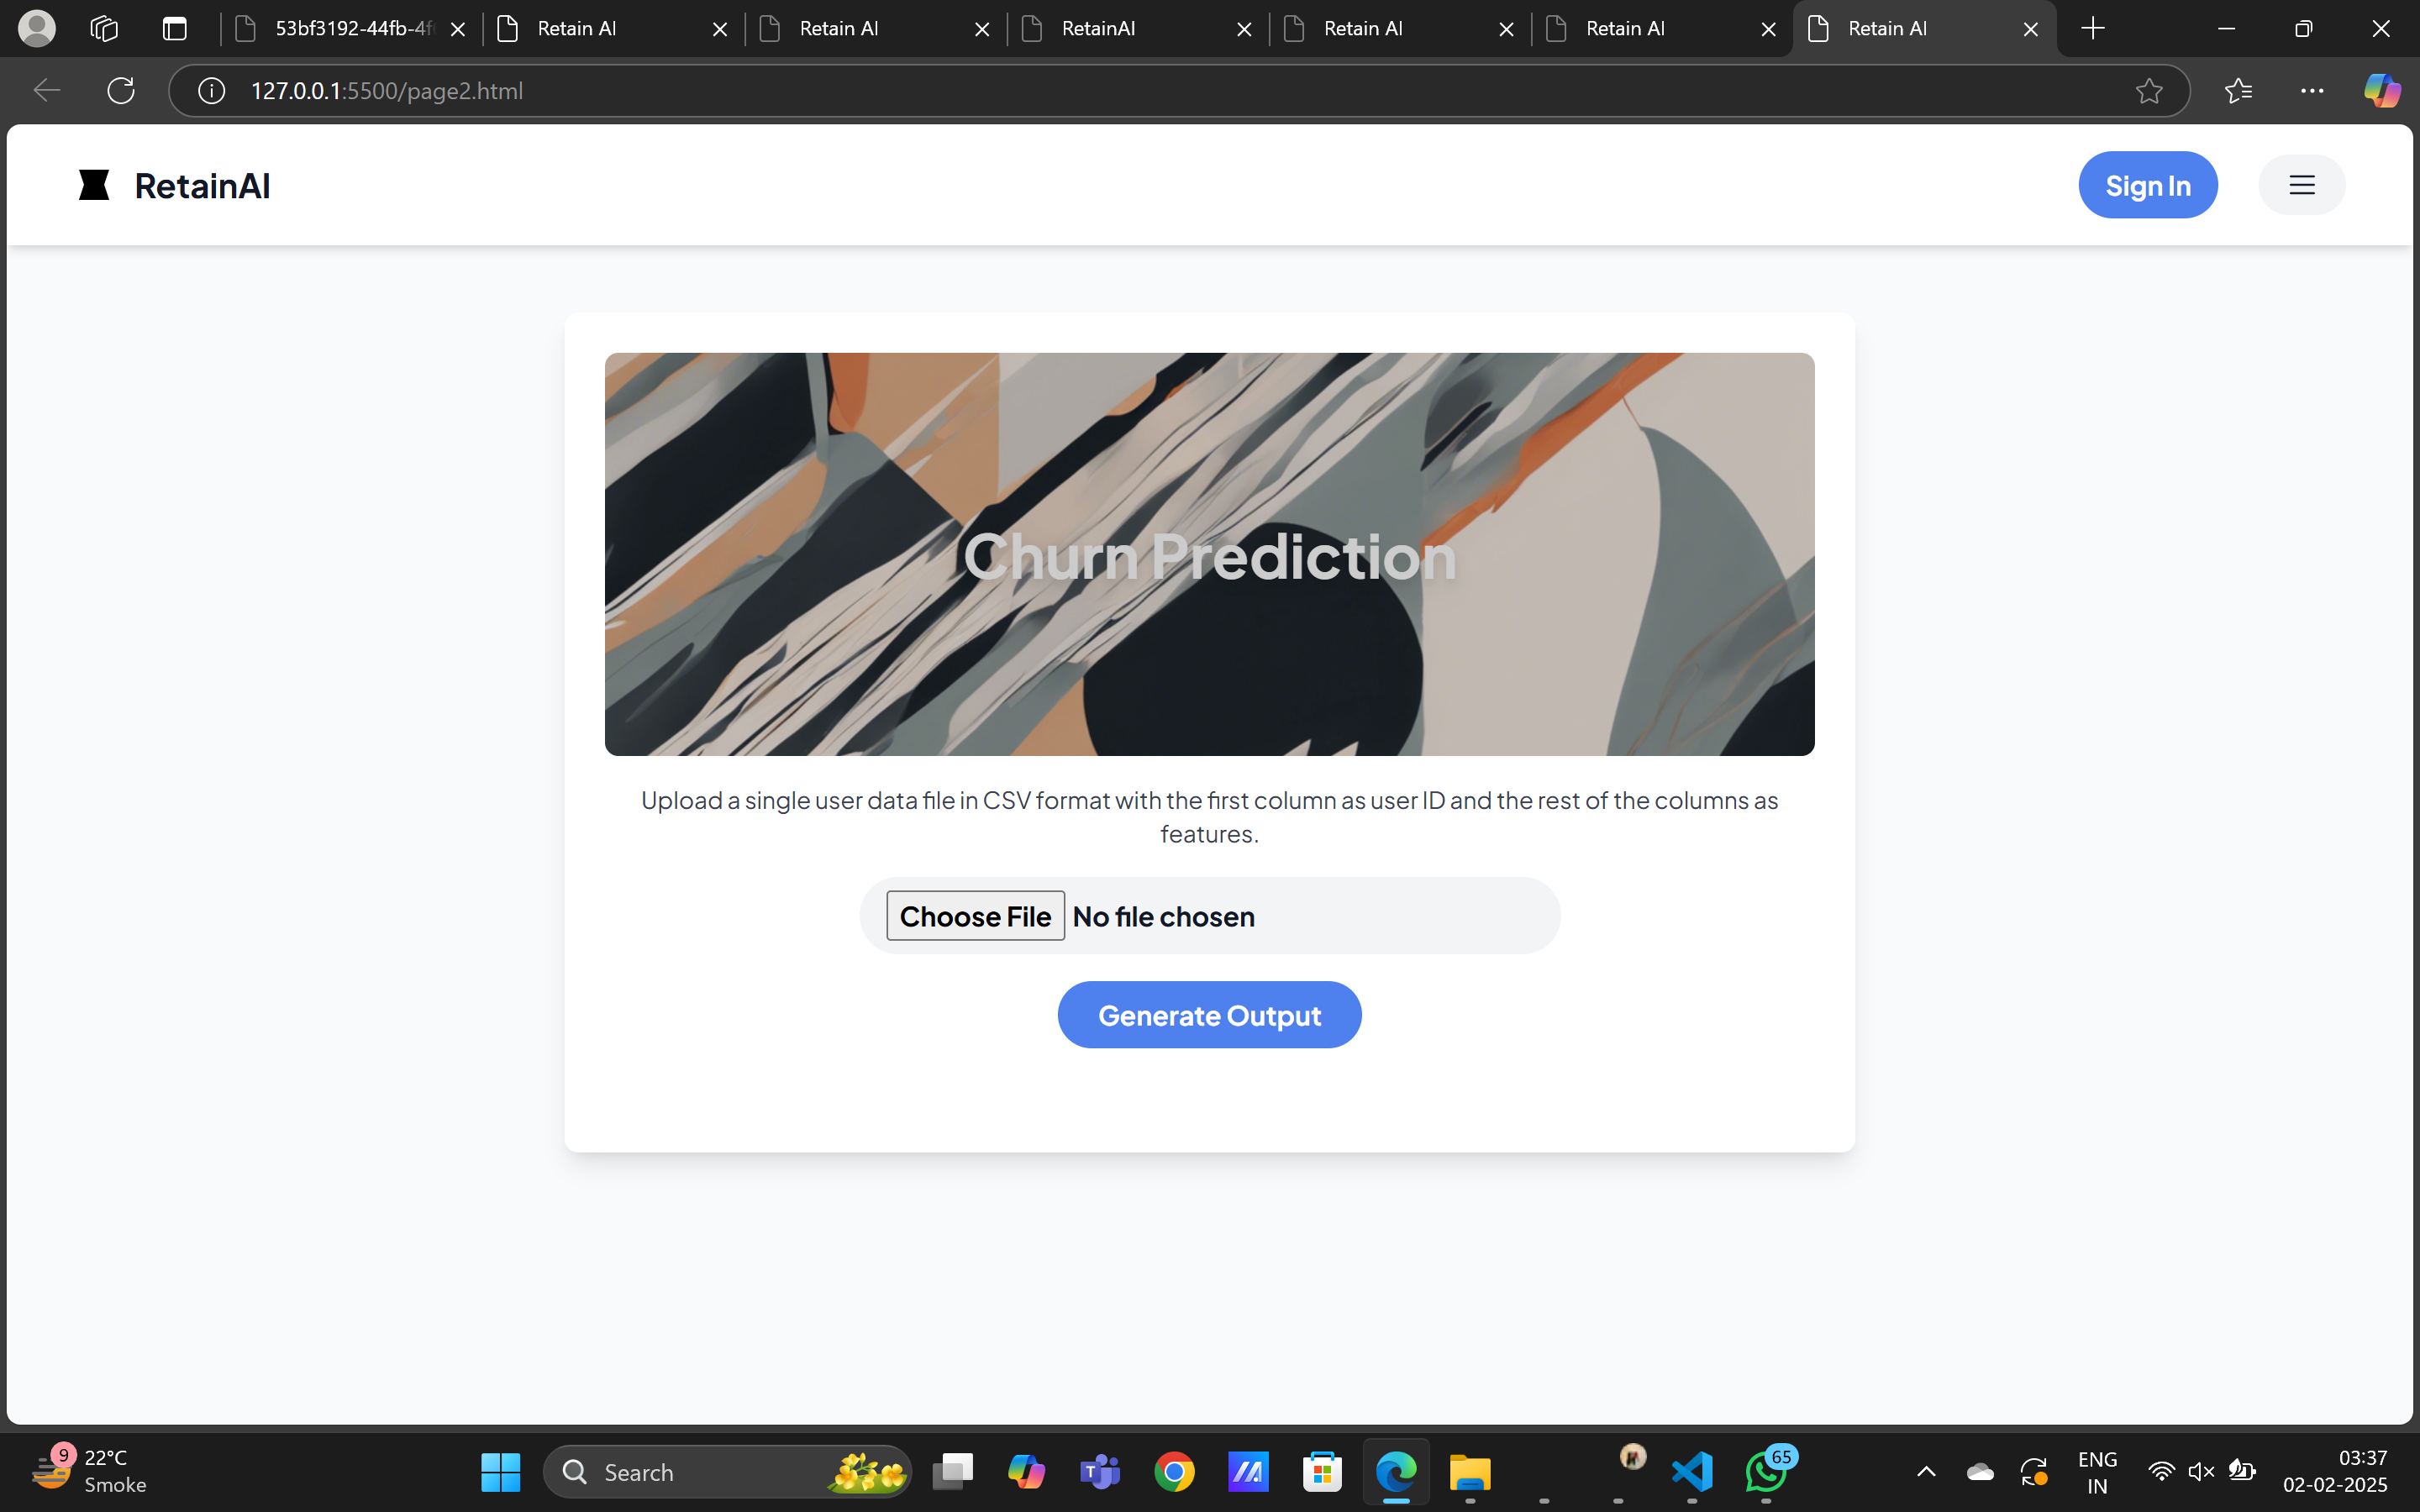 53bf3192-44fb-4f
Retain AI
Retain AI
RetainAI
Retain AI
Retain AI
Retain AI
127.0.0.1:5500/page2.html
RetainAI
Sign In
Churn Prediction
Upload a single user data file in CSV format with the first column as user ID and the rest of the columns as
features.
Choose File No file chosen
Generate Output
9
22°C
Smoke
Search
T
65
ENG
IN
03:37
02-02-2025